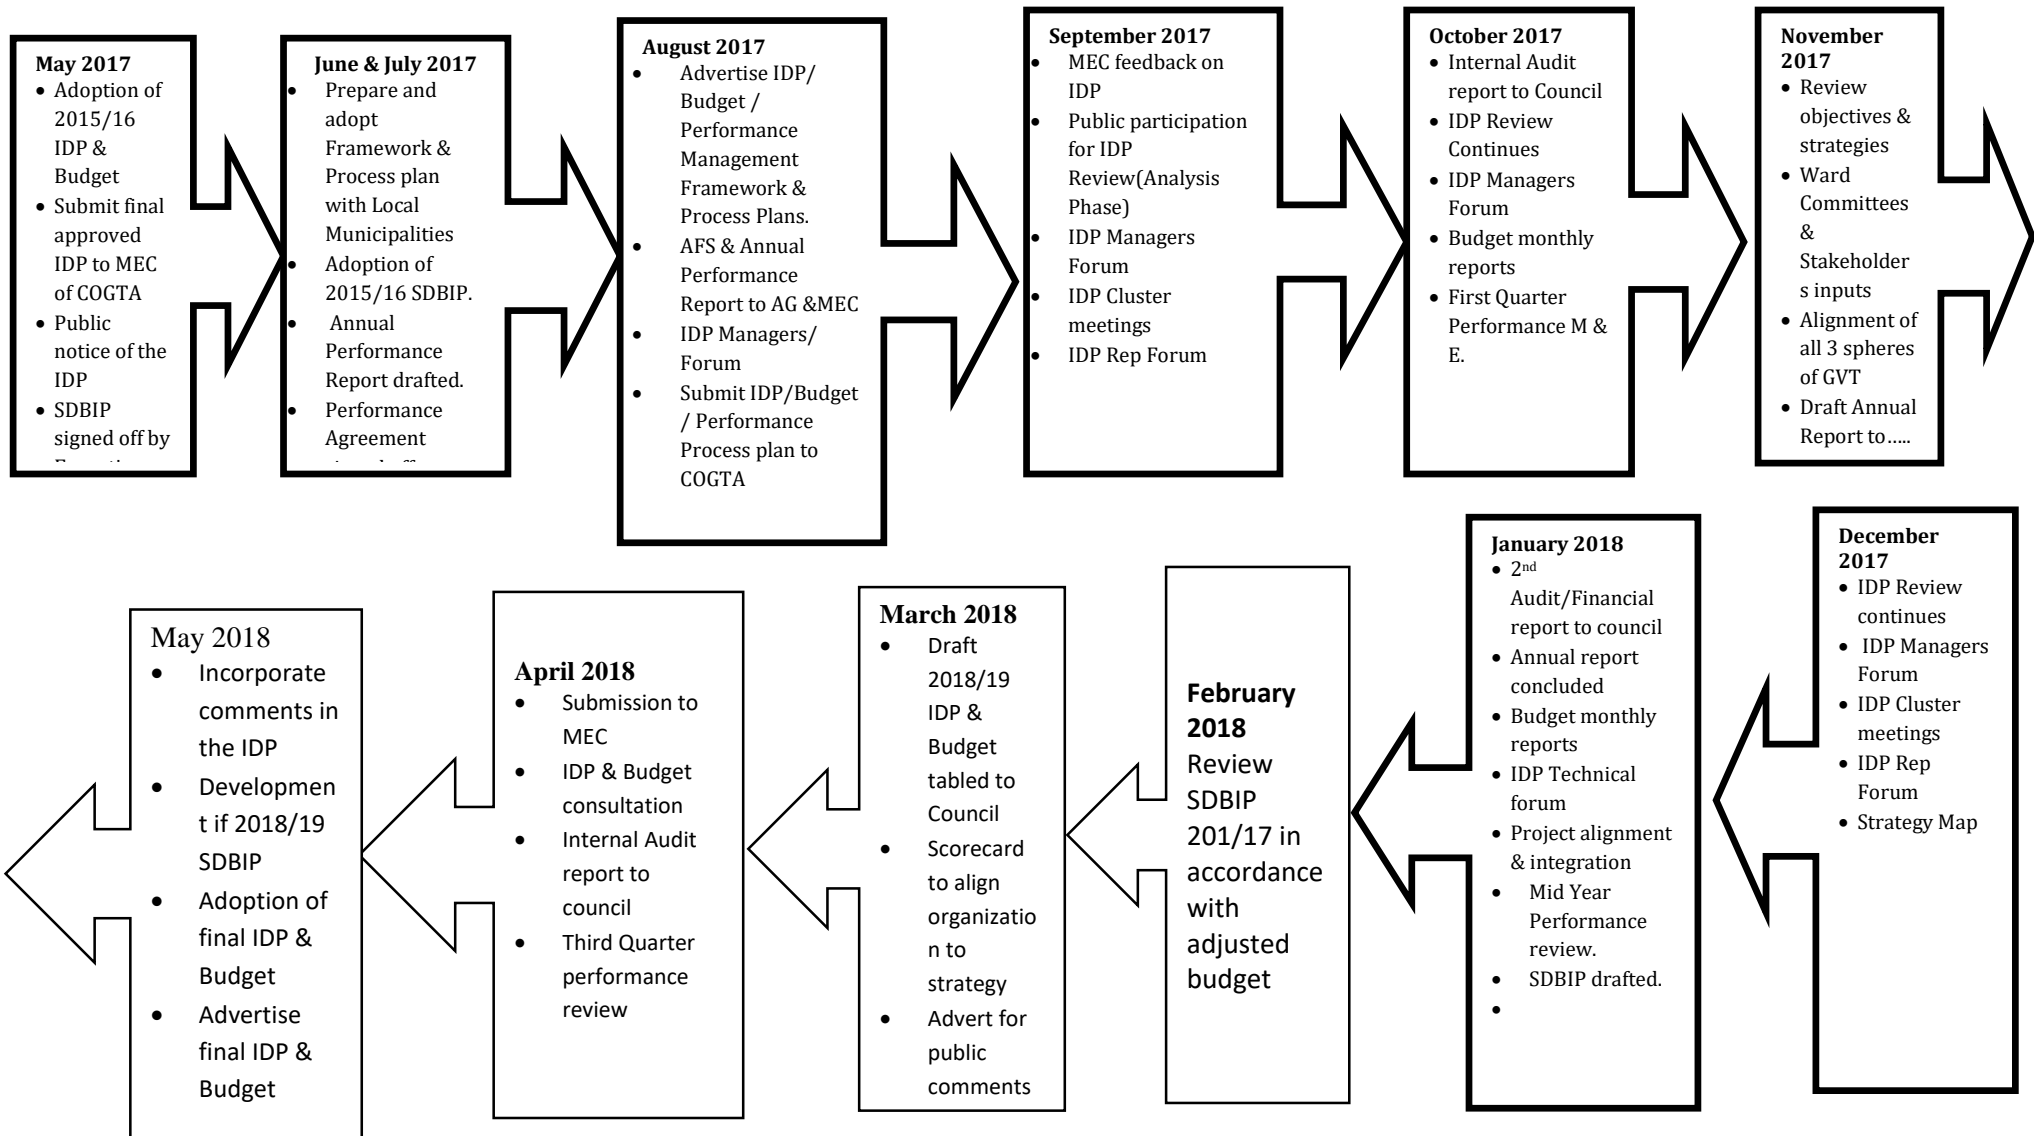 May 2017
• Adoption of
2015/16
IDP &
Budget
• Submit final
approved
IDP to MEC
of COGTA
• Public
notice of the
IDP
• SDBIP
signed off by
June & July 2017
• Prepare and
adopt
Framework &
Process plan
with Local
Municipalities
• Adoption of
2015/16 SDBIP.
• Annual
Performance
Report drafted.
• Performance
Agreement
August 2017
• Advertise IDP/
Budget /
Performance
Management
Framework &
Process Plans.
• AFS & Annual
Performance
Report to AG &MEC
• IDP Managers/
Forum
• Submit IDP/Budget
/ Performance
Process plan to
COGTA
September 2017
• MEC feedback on
IDP
• Public participation
for IDP
Review(Analysis
Phase)
• IDP Managers
Forum
• IDP Cluster
meetings
• IDP Rep Forum
October 2017
• Internal Audit
report to Council
• IDP Review
Continues
• IDP Managers
Forum
• Budget monthly
reports
• First Quarter
Performance M &
E.
November
2017
• Review
objectives &
strategies
• Ward
Committees
&
Stakeholder
s inputs
• Alignment of
all 3 spheres
of GVT
• Draft Annual
Report to…..
December
2017
• IDP Review
continues
• IDP Managers
Forum
• IDP Cluster
meetings
• IDP Rep
Forum
• Strategy Map
January 2018
• 2nd
Audit/Financial
report to council
• Annual report
concluded
• Budget monthly
reports
• IDP Technical
forum
• Project alignment
& integration
• Mid Year
Performance
review.
• SDBIP drafted.
•
February
2018
Review
SDBIP
201/17 in
accordance
with
adjusted
budget
March 2018
• Draft
2018/19
IDP &
Budget
tabled to
Council
• Scorecard
to align
organizatio
n to
strategy
• Advert for
public
comments
April 2018
• Submission to
MEC
• IDP & Budget
consultation
• Internal Audit
report to
council
• Third Quarter
performance
review
May 2018
• Incorporate
comments in
the IDP
• Developmen
t if 2018/19
SDBIP
• Adoption of
final IDP &
Budget
• Advertise
final IDP &
Budget